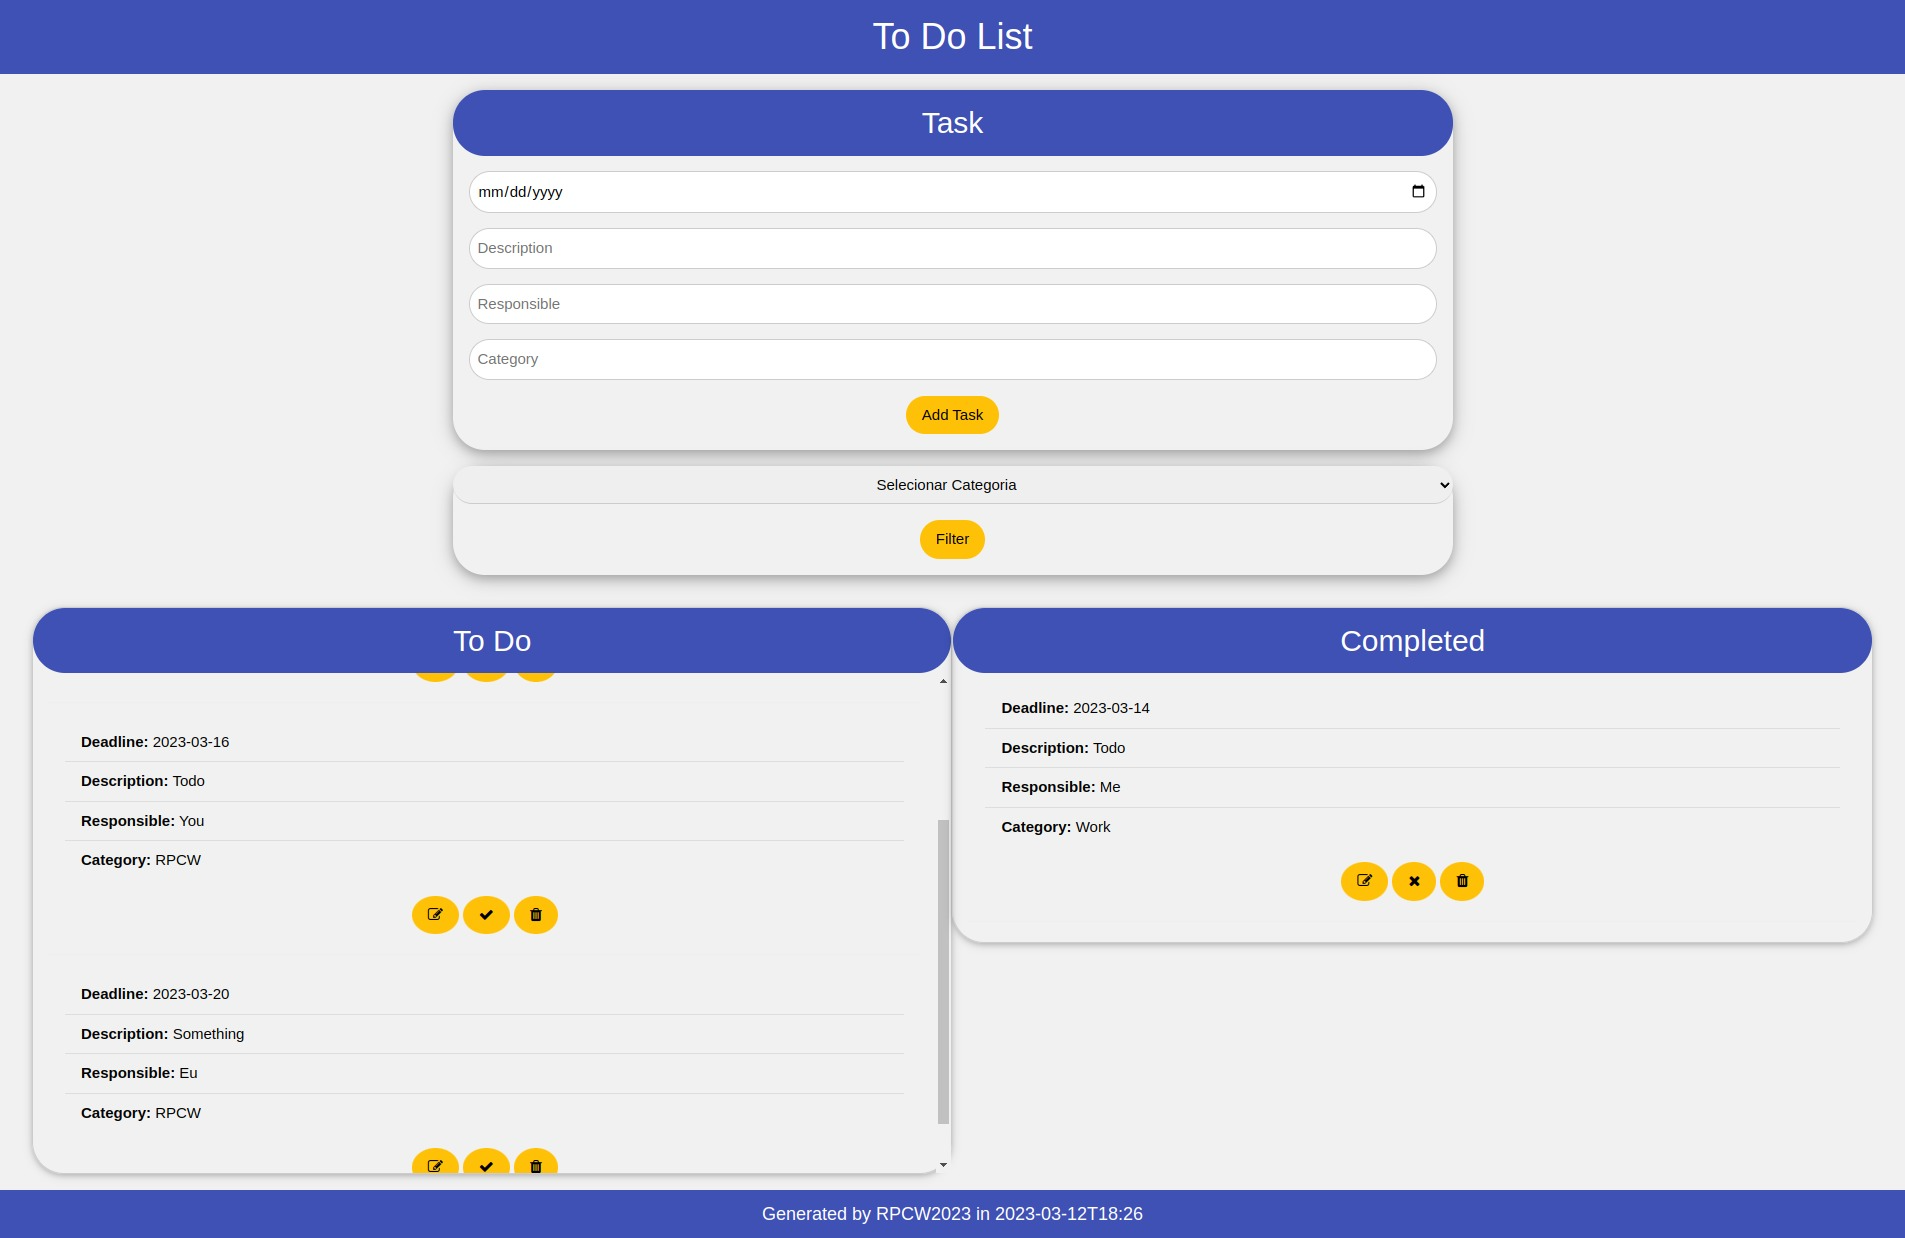 To Do List
Task
mm/dd/yyyy
Description
Responsible
Category
Add Task
Selecionar Categoria
Filter
To Do
Deadline: 2023-03-16
Description: Todo
Responsible: You
Category: RPCW
Deadline: 2023-03-20
Description: Something
Responsible: Eu
Category: RPCW
Completed
Deadline: 2023-03-14
Description: Todo
Responsible: Me
Category: Work
Generated by RPCW2023 in 2023-03-12T18:26